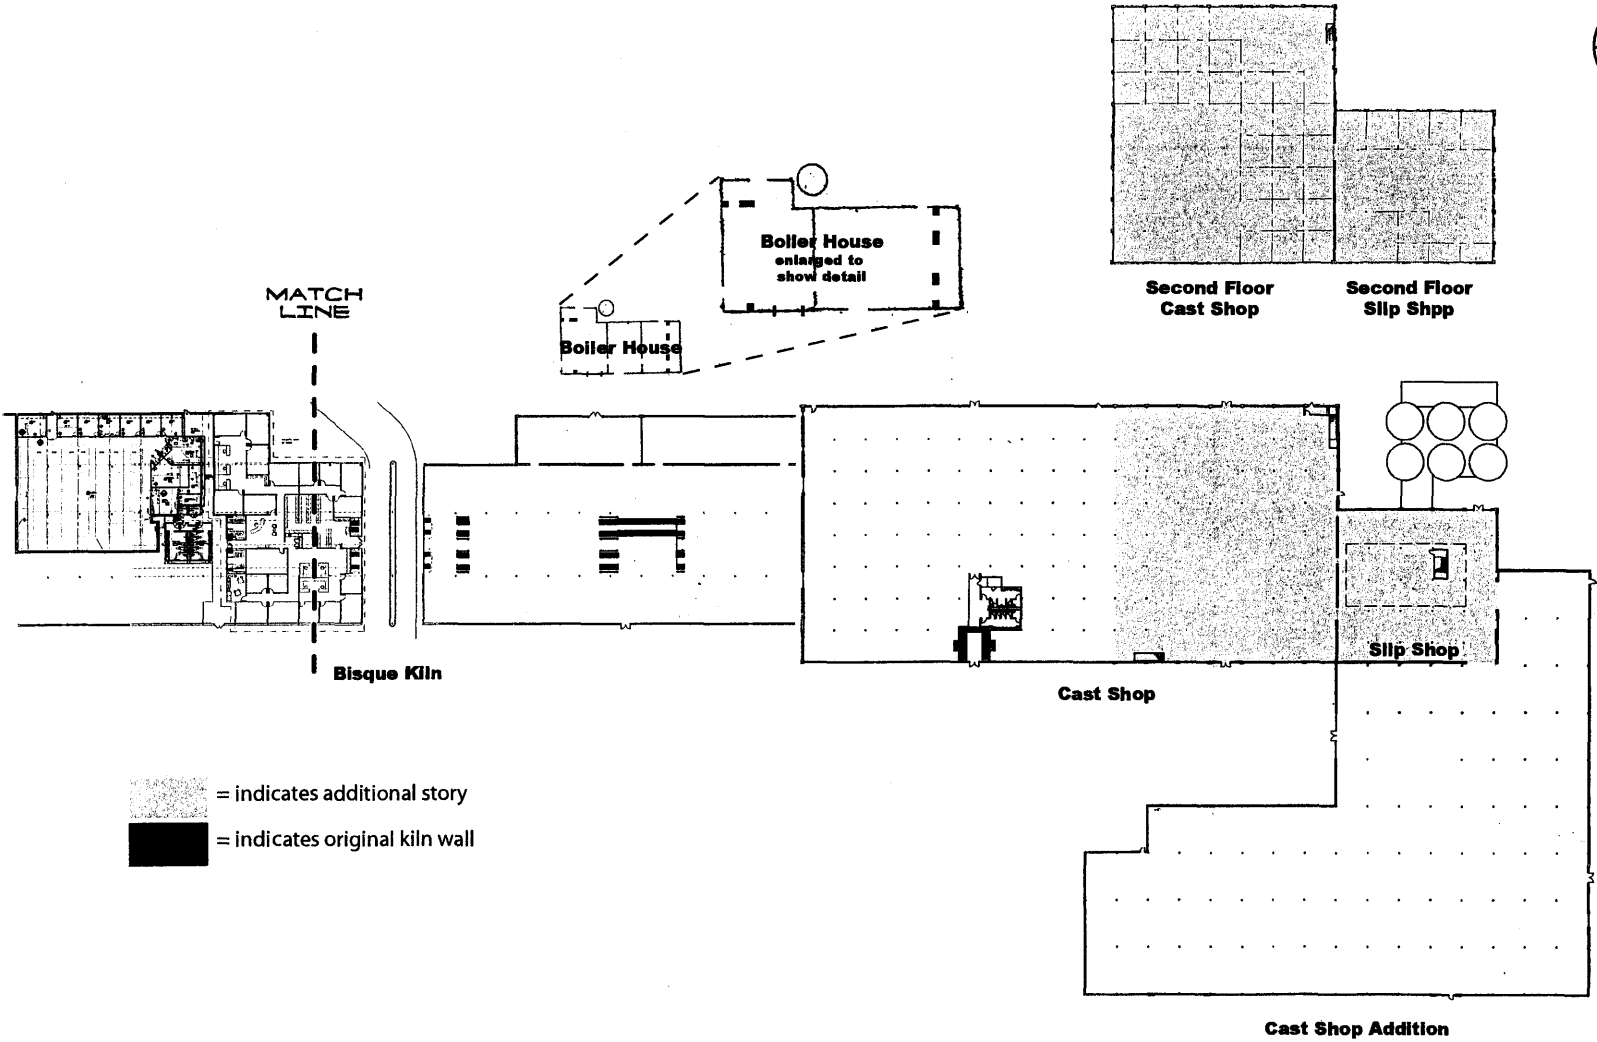 Second Floor
Cast Shop
Second Floor
Slip Shpp
Boiler House
enlarged to
show detail
MATCH
LINE
Boiler House
Slip Shop
Bisque Kiln
Cast Shop
= indicates additional story
= indicates original kiln wall
Cast Shop Addition